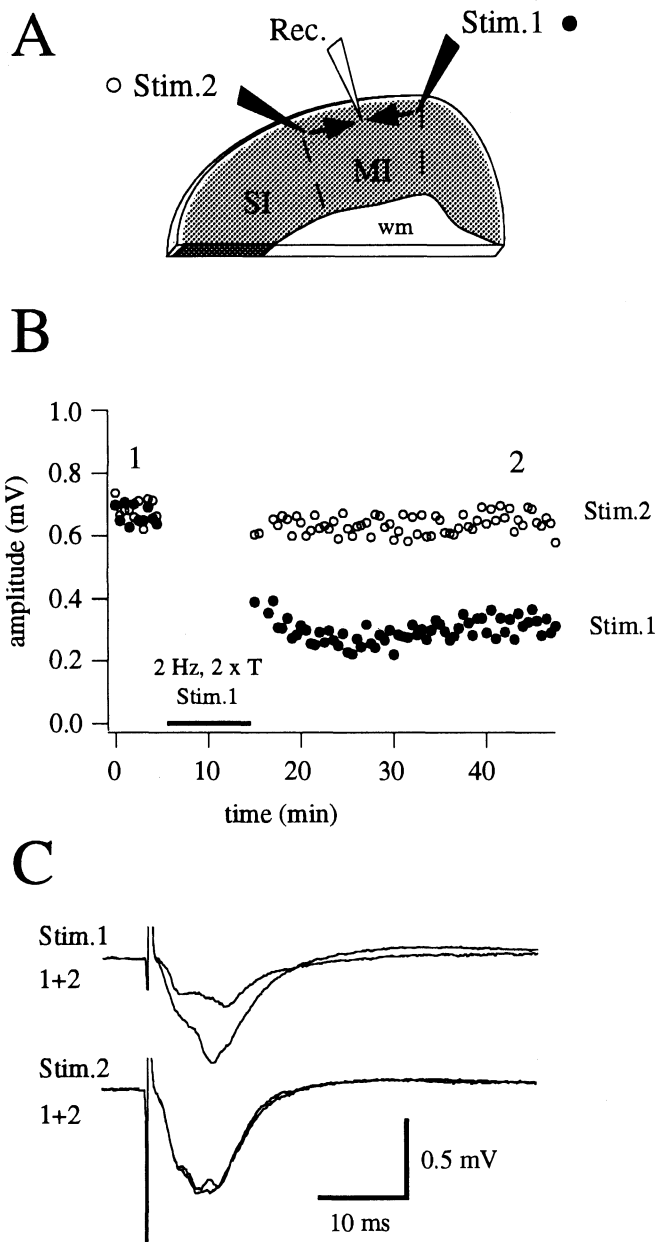 A
Rec.
Stim.1 ●
○ Stim.2
SI
MI
wm
B
1.0
0.8
0.6
0.4
0.2
0.0
amplitude (mV)
1
2
Stim.2
Stim.1
2 Hz, 2 x T
Stim.1
0
10
20
30
40
time (min)
C
Stim.1
1+2
Stim.2
1+2
0.5 mV
10 ms